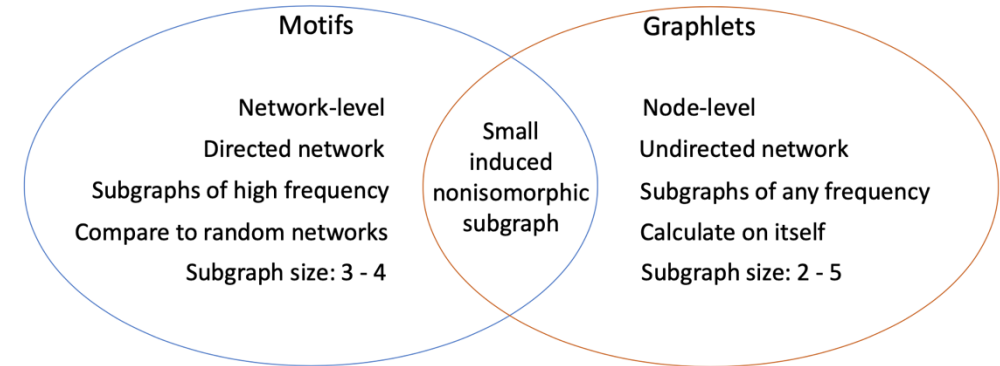 Motifs
Network-level
Directed network
Subgraphs of high frequency
Compare to random networks
Subgraph size: 3 - 4
Small
induced
nonisomorphic
subgraph
Graphlets
Node-level
Undirected network
Subgraphs of any frequency
Calculate on itself
Subgraph size: 2 - 5